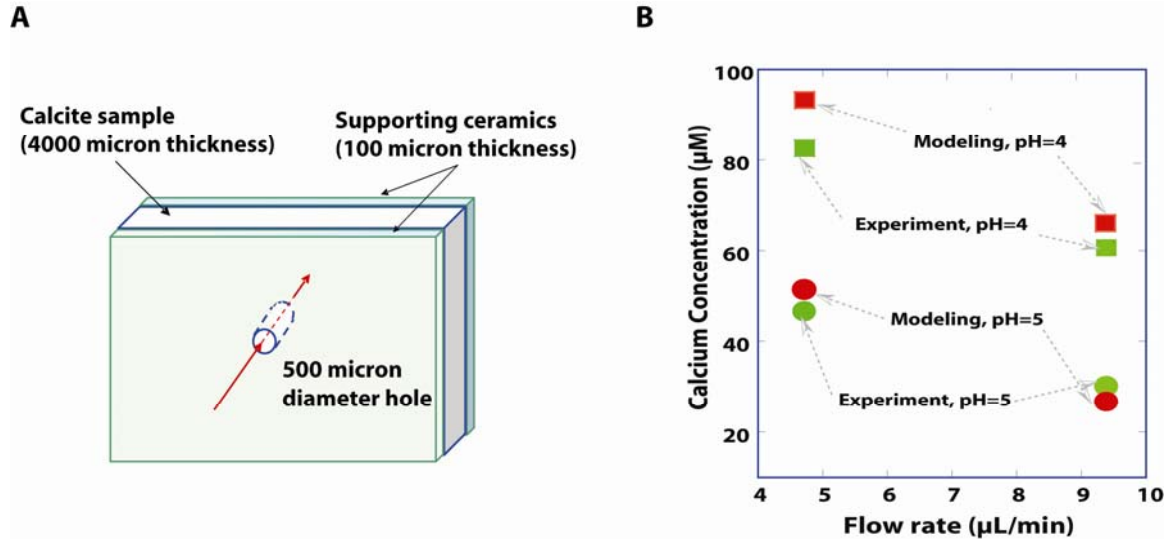 A
Calcite sample
(4000 micron thickness)
Supporting ceramics
(100 micron thickness)
500 micron
diameter hole
B
Calcium Concentration (µM)
100
80
60
40
20
Modeling, pH=4
Experiment, pH=4
Modeling, pH=5
Experiment, pH=5
4 5 6 7 8 9 10
Flow rate (µL/min)